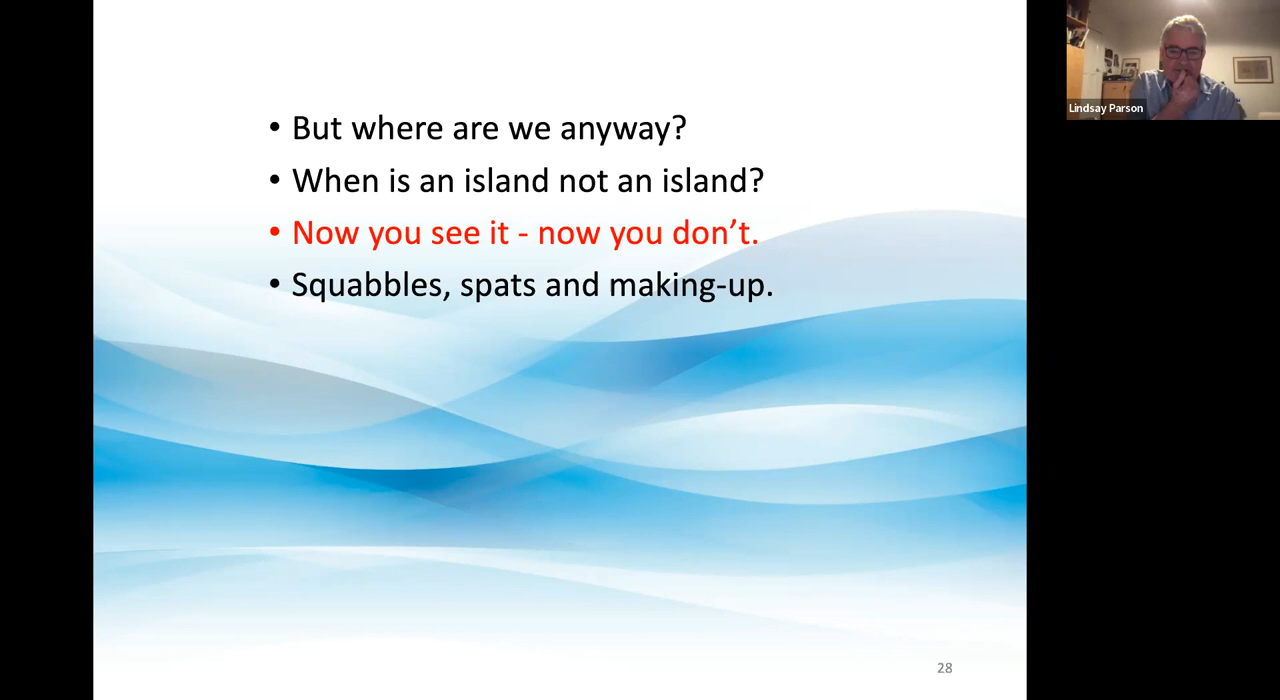 • But where are we anyway?
• When is an island not an island?
• Now you see it - now you don’t.
• Squabbles, spats and making-up.
28
Lindsay Parson